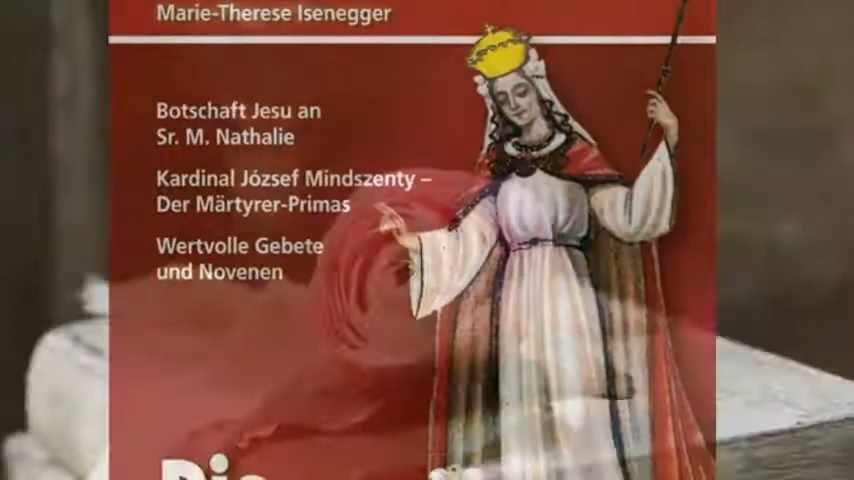 Marie-Therese Isenegger
Botschaft Jesu an
Sr. M. Nathalie
Kardinal József Mindszenty –
Der Märtyrer-Primas
Wertvolle Gebete
und Novenen